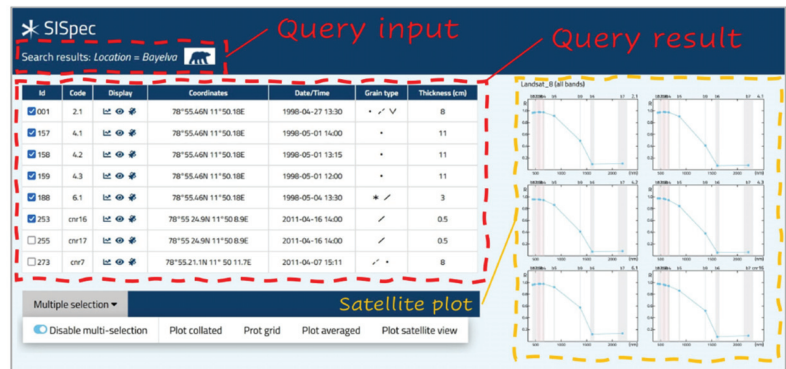 SISpec
Query input
Query result
Search results: Location = Bayelva
Id Code Display Coordinates Date/Time Grain type Thickness (cm)
001 2.1 78°55.46N 11°50.18E 1998-04-27 13:30 8
157 4.1 78°55.46N 11°50.18E 1998-05-01 14:00 11
158 4.2 78°55.46N 11°50.18E 1998-05-01 13:15 11
159 4.3 78°55.46N 11°50.18E 1998-05-01 12:00 11
188 6.1 78°55.46N 11°50.18E 1998-05-04 13:30 3
253 cnr16 78°55 24.9N 11°50 8.9E 2011-04-16 14:00 0.5
255 cnr17 78°55 24.9N 11°50 8.9E 2011-04-16 14:00 0.5
273 cnr7 78°55.21.1N 11° 50 11.7E 2011-04-07 15:11 8
Multiple selection
Satellite plot
Disable multi-selection Plot collated Prot grid Plot averaged Plot satellite view
Landsat_8 (all bands)